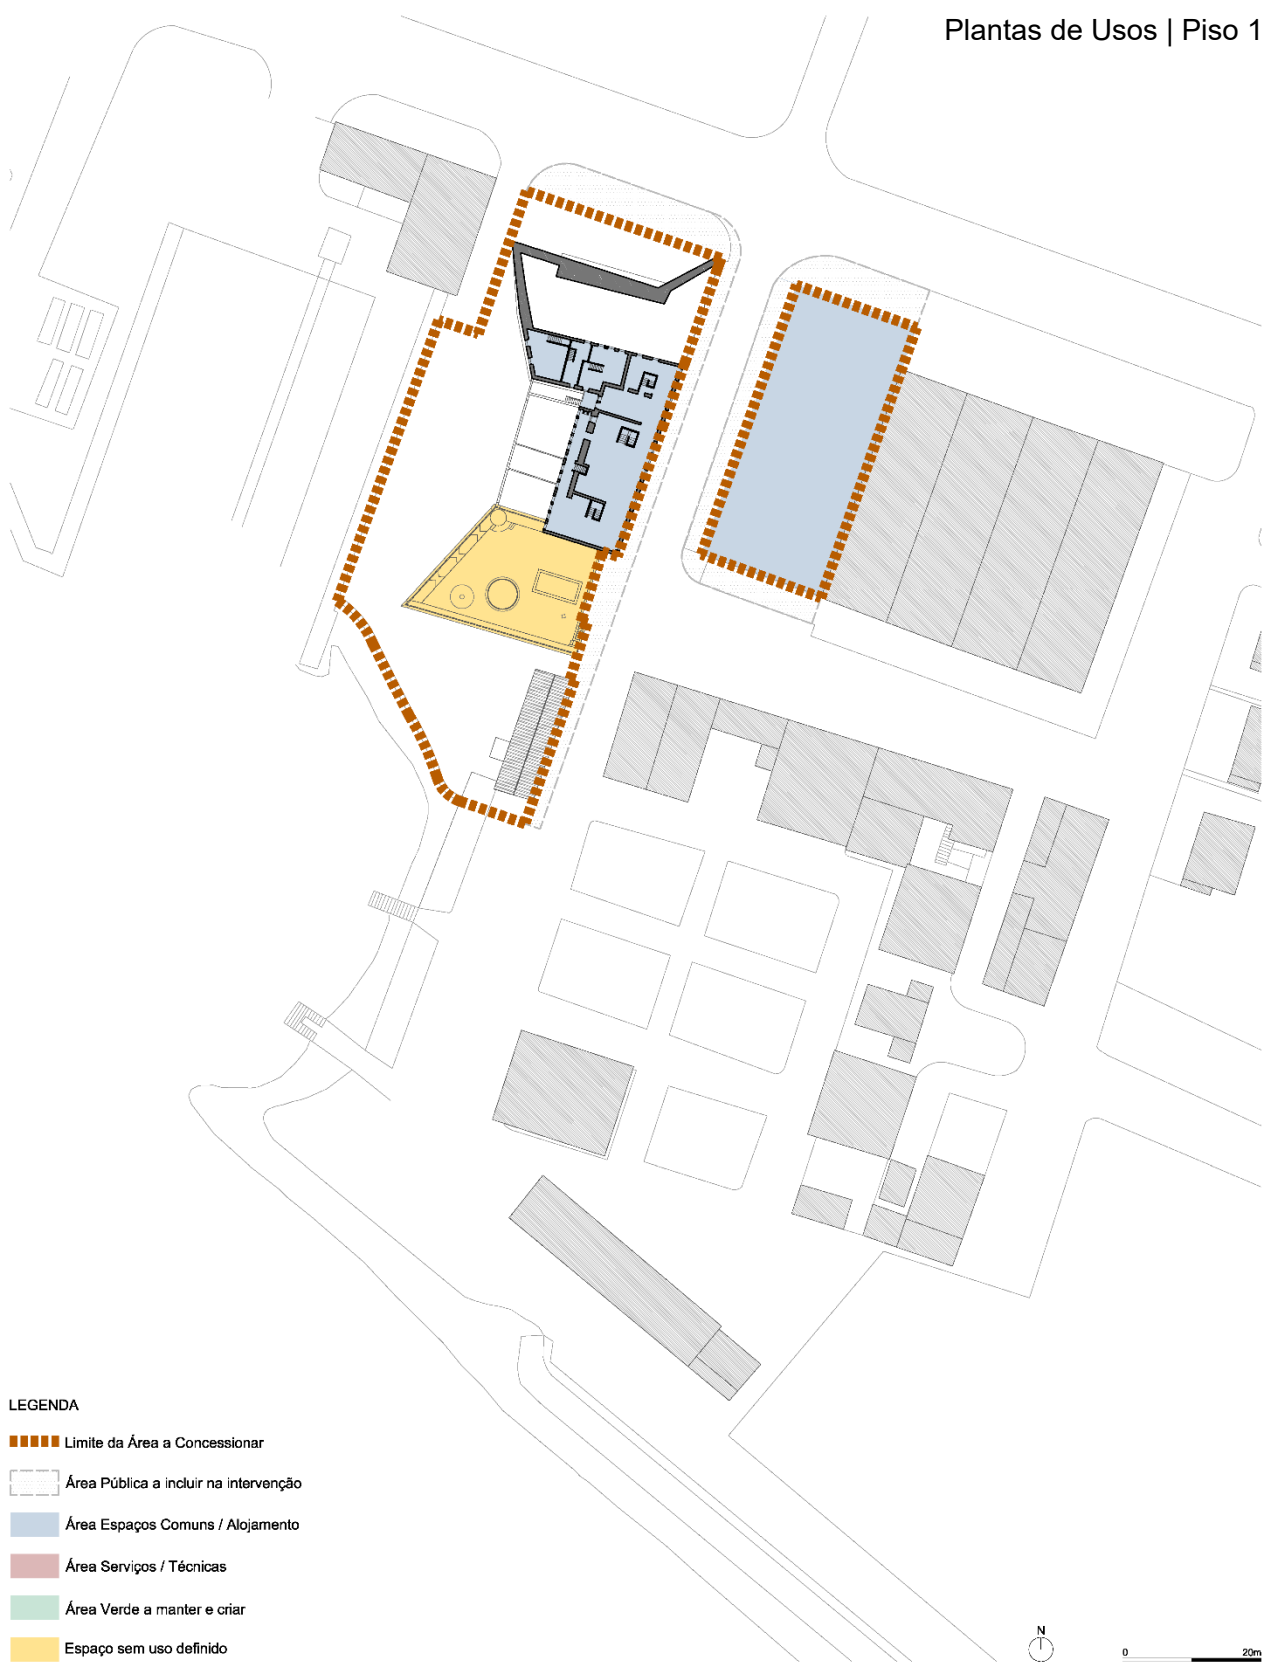 Plantas de Usos | Piso 1
LEGENDA
Limite da Área a Concessionar
Área Pública a incluir na intervenção
Área Espaços Comuns / Alojamento
Área Serviços / Técnicas
Área Verde a manter e criar
Espaço sem uso definido
N
0 20m